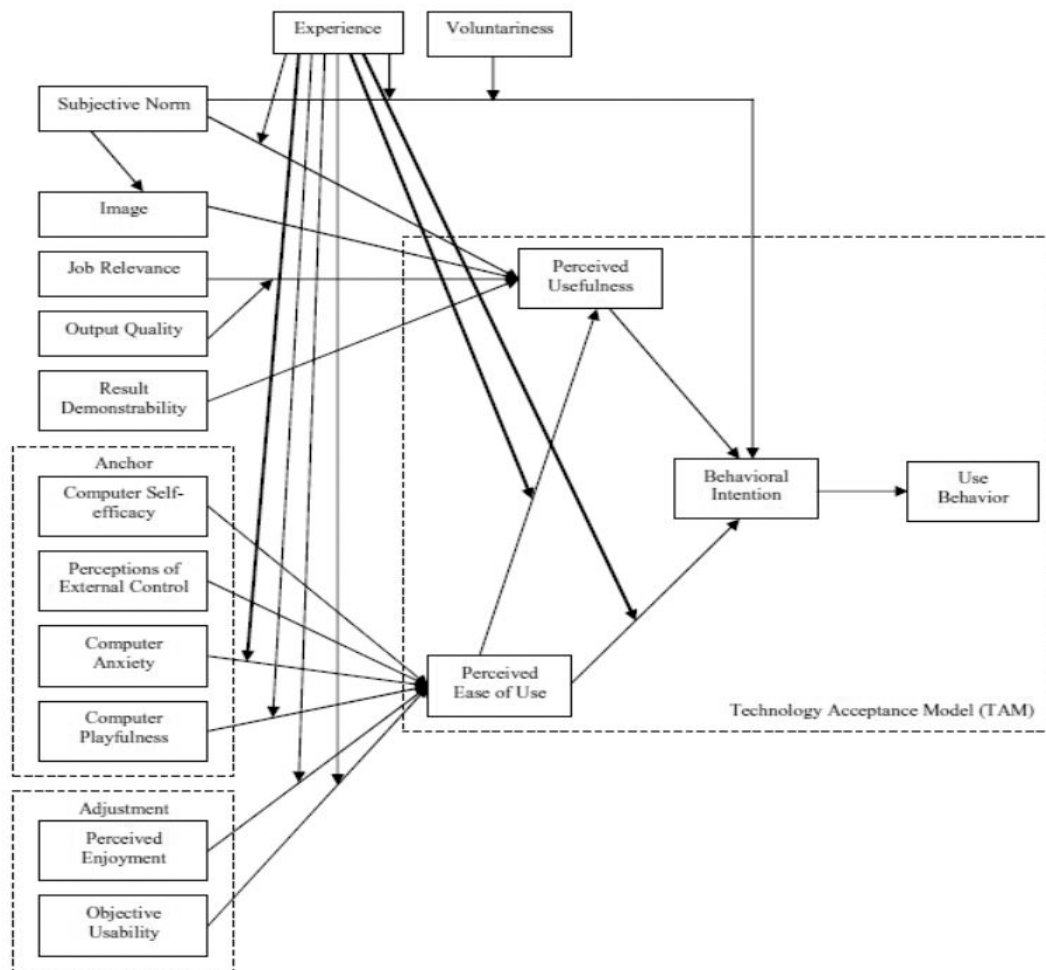 Experience
Voluntariness
Subjective Norm
Image
Job Relevance
Output Quality
Result
Demonstrability
Perceived
Usefulness
Anchor
Computer Self-
efficacy
Perceptions of
External Control
Computer
Anxiety
Computer
Playfulness
Behavioral
Intention
Use
Behavior
Perceived
Ease of Use
Technology Acceptance Model (TAM)
Adjustment
Perceived
Enjoyment
Objective
Usability